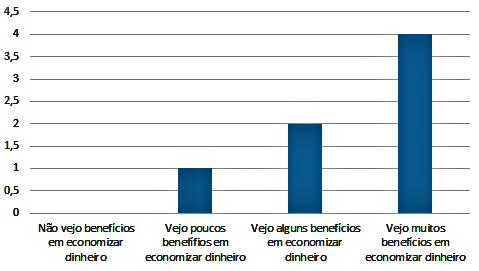 4,5
4
3,5
3
2,5
2
1,5
1
0,5
0
Não vejo benefícios
em economizar
dinheiro
Vejo poucos
benefífios em
economizar dinheiro
Vejo alguns benefícios
em economizar
dinheiro
Vejo muitos
benefícios em
economizar dinheiro